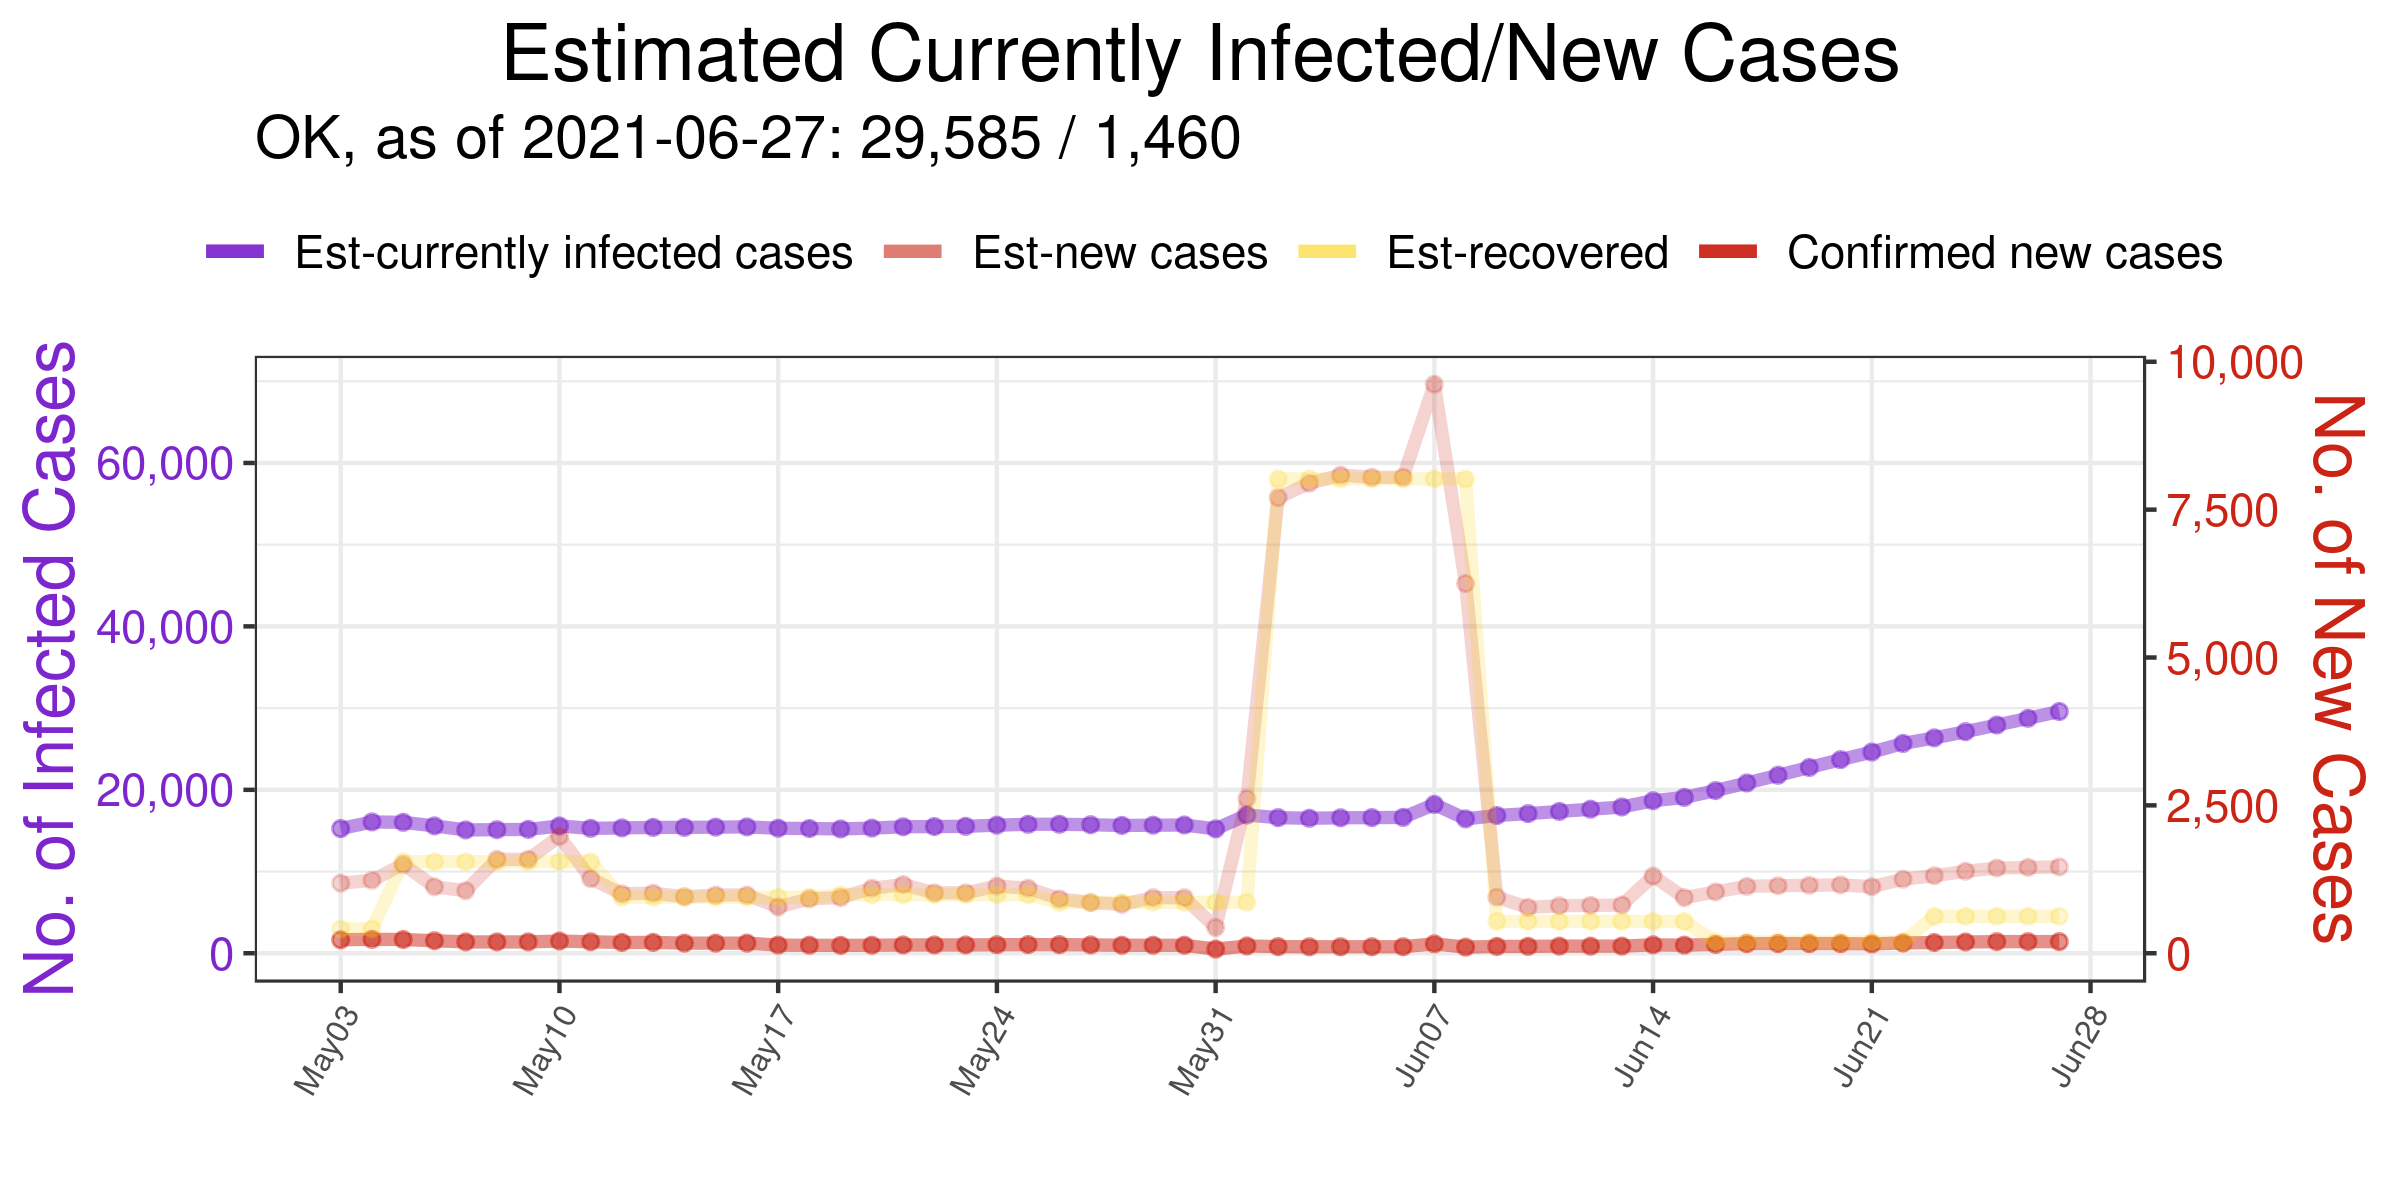 Estimated Currently Infected/New Cases
OK, as of 2021-06-27: 29,585 / 1,460
Est-currently infected cases Est-new cases Est-recovered Confirmed new cases
No. of Infected Cases
60,000
40,000
20,000
0
10,000
7,500
5,000
2,500
0
No. of New Cases
May03 May10 May17 May24 May31 Jun07 Jun14 Jun21 Jun28